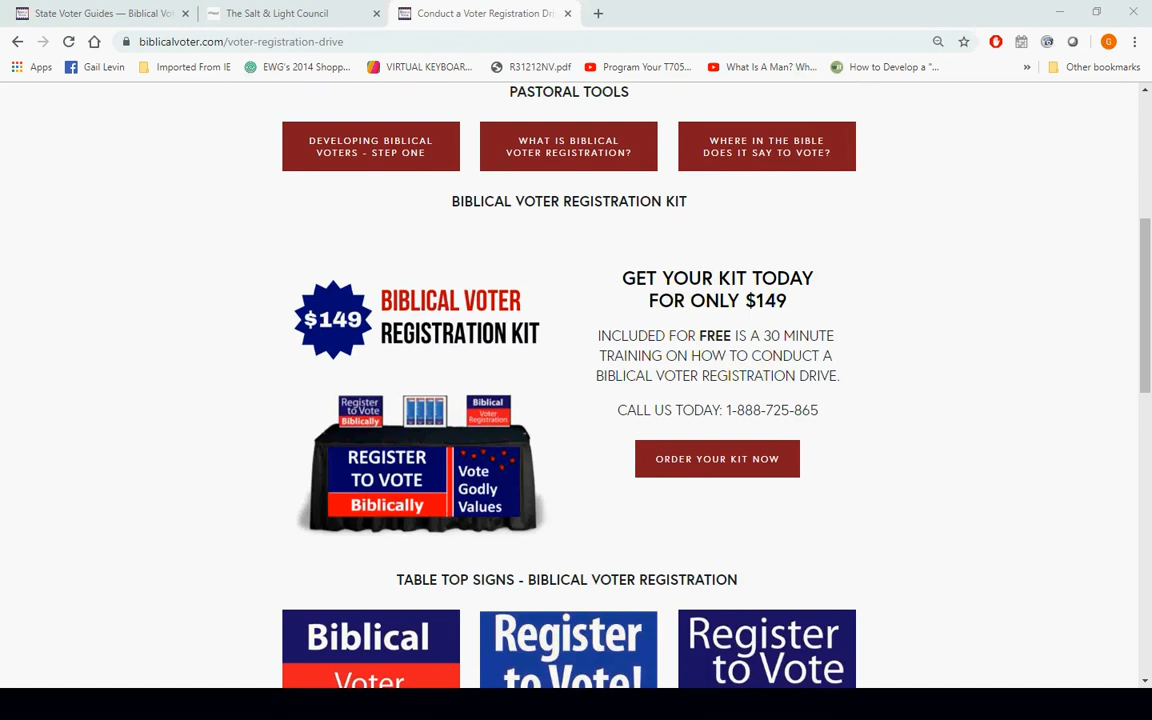 State Voter Guides — Biblical Vo
The Salt & Light Council
Conduct a Voter Registration Dri
biblicalvoter.com/voter-registration-drive
Apps
Gail Levin
Imported From IE
EWG's 2014 Shopp...
VIRTUAL KEYBOAR...
R31212NV.pdf
Program Your T705...
What Is A Man? Wh...
How to Develop a "...
»
Other bookmarks
G
PASTORAL TOOLS
DEVELOPING BIBLICAL
VOTERS - STEP ONE
WHAT IS BIBLICAL
VOTER REGISTRATION?
WHERE IN THE BIBLE
DOES IT SAY TO VOTE?
BIBLICAL VOTER REGISTRATION KIT
$149
BIBLICAL VOTER
REGISTRATION KIT
Register
to Vote
Biblically
Biblical
Voter
Registration
REGISTER
TO VOTE
Biblically
Vote
Godly
Values
GET YOUR KIT TODAY
FOR ONLY $149
INCLUDED FOR FREE IS A 30 MINUTE
TRAINING ON HOW TO CONDUCT A
BIBLICAL VOTER REGISTRATION DRIVE.
CALL US TODAY: 1-888-725-865
ORDER YOUR KIT NOW
TABLE TOP SIGNS - BIBLICAL VOTER REGISTRATION
Biblical
Voter
Register
to Vote!
Register
to Vote